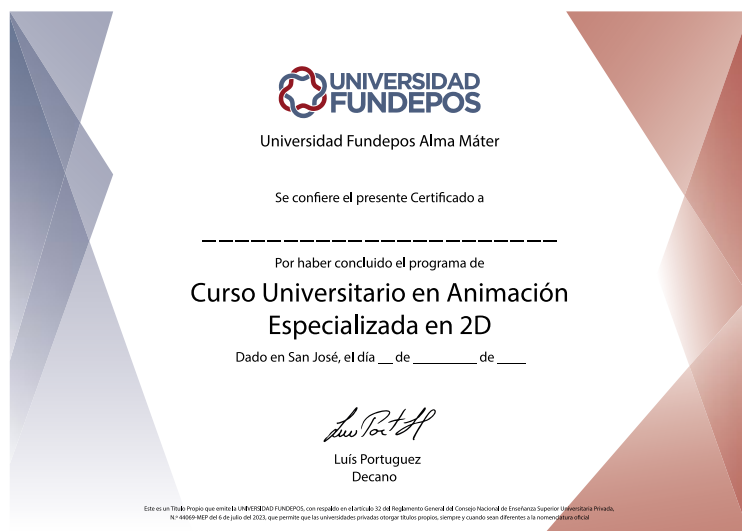 UNIVERSIDAD
FUNDEPOS
Universidad Fundepos Alma Máter
Se confiere el presente Certificado a
Por haber concluido el programa de
Curso Universitario en Animación
Especializada en 2D
Dado en San José, el día __ de ________ de ____
Luís Portuguez
Decano
Este es un Título Propio que emite la UNIVERSIDAD FUNDEPOS, con respaldo en el artículo 32 del Reglamento General del Consejo Nacional de Enseñanza Superior Universitaria Privada,
N.º 44069-MEP del 6 de julio del 2023, que permite que las universidades privadas otorgar títulos propios, siempre y cuando sean diferentes a la nomenclatura oficial